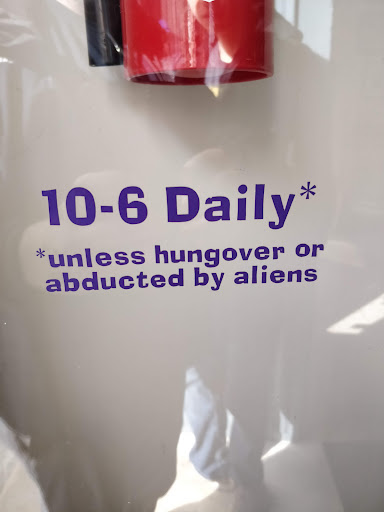 10-6 Daily*
*unless hungover or
abducted by aliens